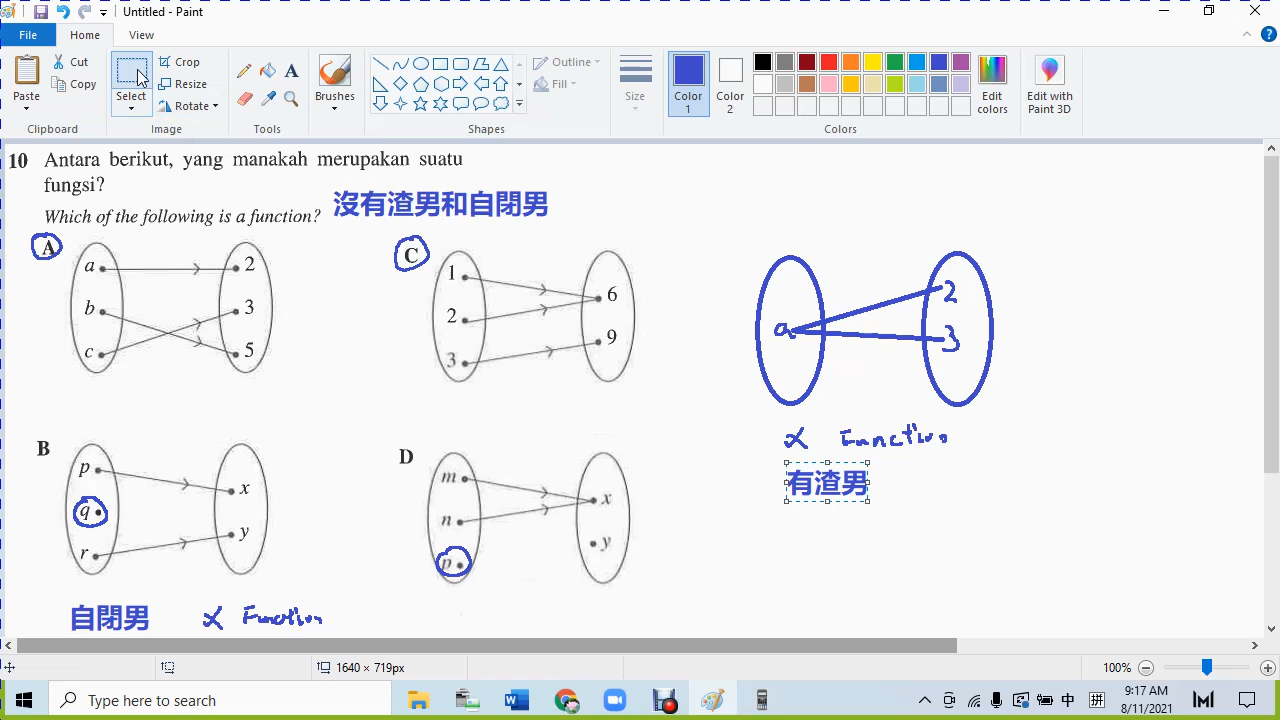 Untitled - Paint
File
Home
View
Paste
Cut
Copy
Clipboard
Select
Crop
Resize
Rotate
Image
A
Tools
Brushes
Shapes
Outline
Fill
Size
Color 1
Color 2
Colors
Edit colors
Edit with Paint 3D
10 Antara berikut, yang manakah merupakan suatu
fungsi?
Which of the following is a function?
沒有渣男和自閉男
A
a
b
c
2
3
5
C
1
2
3
6
9
a
2
3
Function
有渣男
B
p
q
r
x
y
自閉男
Function
D
m
n
p
x
y
1640 × 719px
100%
Type here to search
中
拼
9:17 AM
8/11/2021